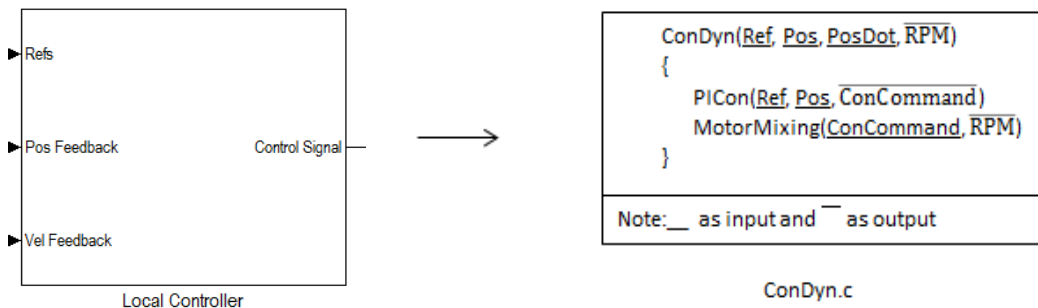 Refs
Pos Feedback
Control Signal
Vel Feedback
Local Controller
ConDyn(Ref, Pos, PosDot, RPM)
{
PICon(Ref, Pos, ConCommand)
MotorMixing(ConCommand, RPM)
}
Note:__ as input and ‾ as output
ConDyn.c